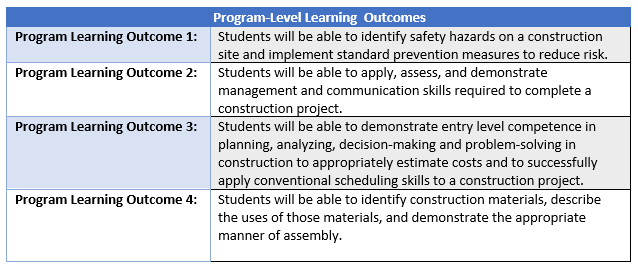 Program-Level Learning Outcomes
Program Learning Outcome 1:
Students will be able to identify safety hazards on a construction
site and implement standard prevention measures to reduce risk.
Program Learning Outcome 2:
Students will be able to apply, assess, and demonstrate
management and communication skills required to complete a
construction project.
Program Learning Outcome 3:
Students will be able to demonstrate entry level competence in
planning, analyzing, decision-making and problem-solving in
construction to appropriately estimate costs and to successfully
apply conventional scheduling skills to a construction project.
Program Learning Outcome 4:
Students will be able to identify construction materials, describe
the uses of those materials, and demonstrate the appropriate
manner of assembly.